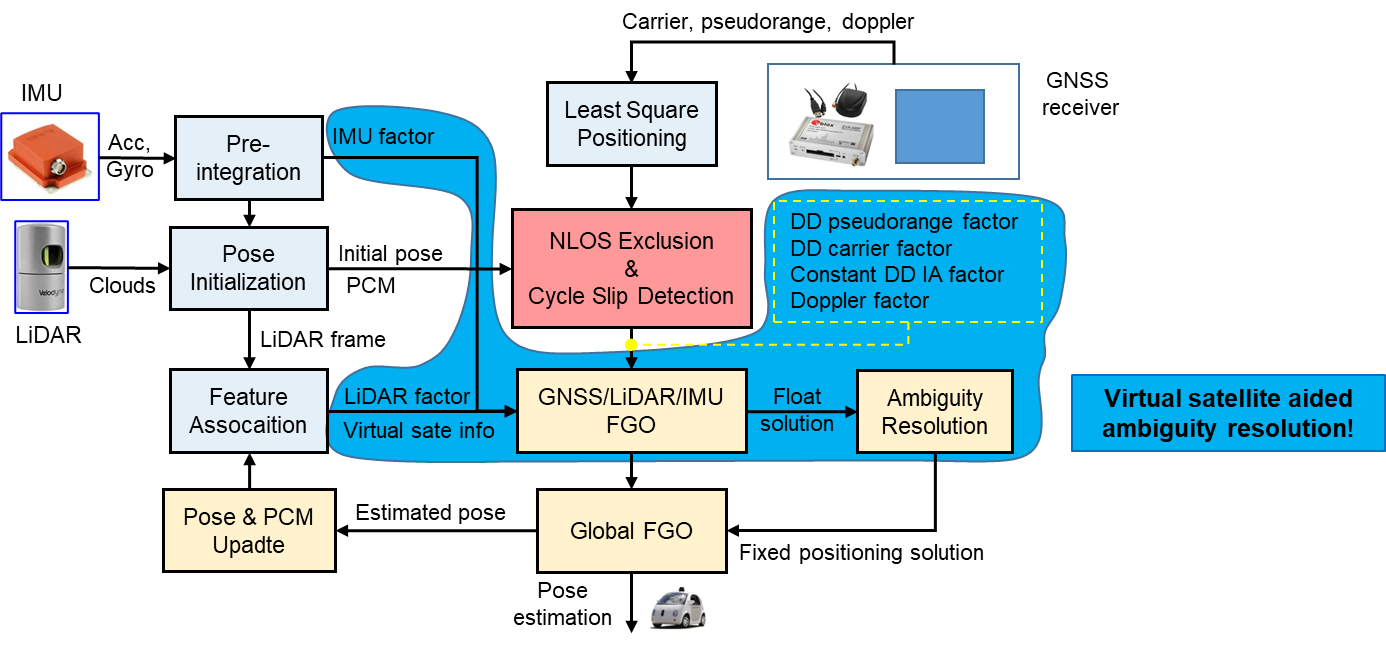 Carrier, pseudorange, doppler
GNSS
receiver
IMU
Acc,
Gyro
Pre-
integration
IMU factor
Least Square
Positioning
LiDAR
Clouds
Velodyne
Pose
Initialization
Initial pose
PCM
NLOS Exclusion
&
Cycle Slip Detection
DD pseudorange factor
DD carrier factor
Constant DD IA factor
Doppler factor
LiDAR frame
Feature
Assocaition
LiDAR factor
Virtual sate info
GNSS/LiDAR/IMU
FGO
Float
solution
Ambiguity
Resolution
Virtual satellite aided
ambiguity resolution!
Pose & PCM
Upadte
Estimated pose
Global FGO
Fixed positioning solution
Pose
estimation